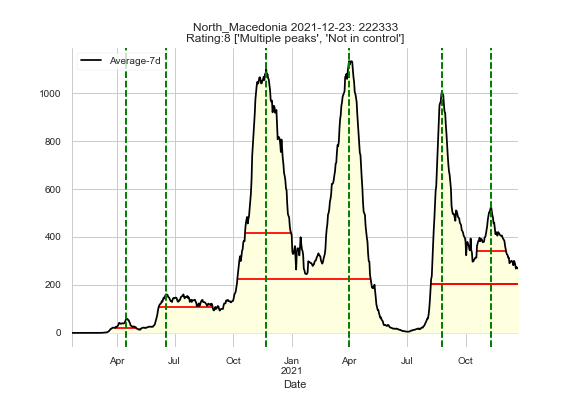 North_Macedonia 2021-12-23: 222333
Rating:8 ['Multiple peaks', 'Not in control']
Average-7d
1000
800
600
400
200
0
Apr
Jul
Oct
Jan
2021
Apr
Jul
Oct
Date